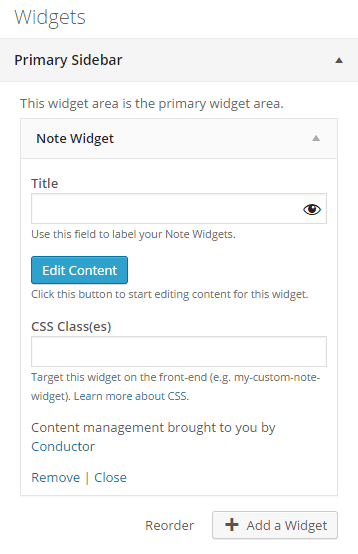 Widgets
Primary Sidebar
This widget area is the primary widget area.
Note Widget
Title
Use this field to label your Note Widgets.
Edit Content
Click this button to start editing content for this widget.
CSS Class(es)
Target this widget on the front-end (e.g. my-custom-note-
widget). Learn more about CSS.
Content management brought to you by
Conductor
Remove | Close
Reorder
Add a Widget